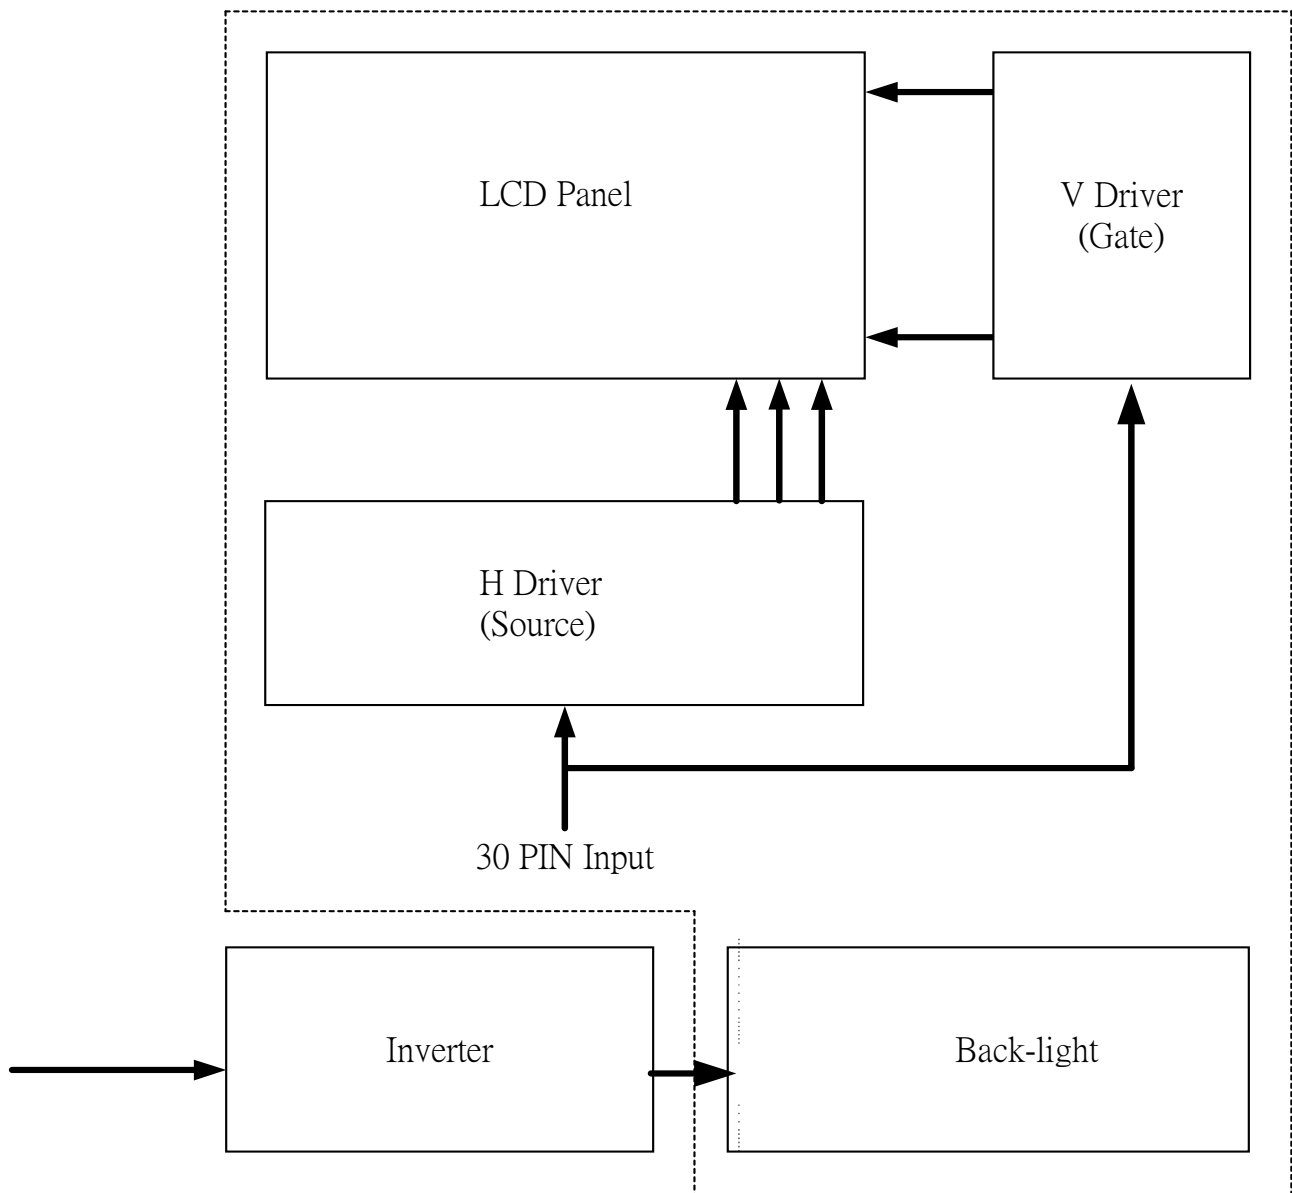 LCD Panel
V Driver
(Gate)
H Driver
(Source)
30 PIN Input
Inverter
Back-light